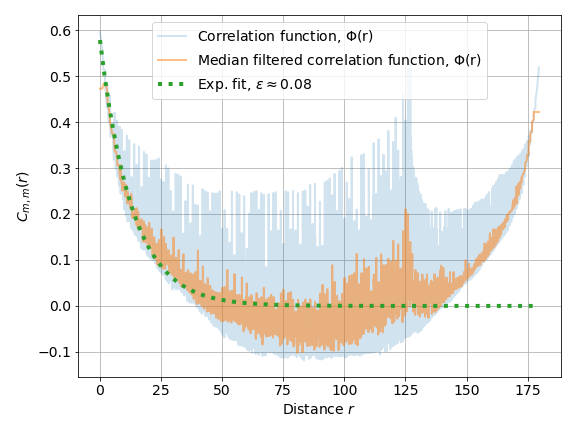 Correlation function, Φ(r)
Median filtered correlation function, Φ(r)
Exp. fit, ε ≈ 0.08
0.6
0.5
0.4
0.3
0.2
0.1
0.0
−0.1
C_{m,m}(r)
0 25 50 75 100 125 150 175
Distance r